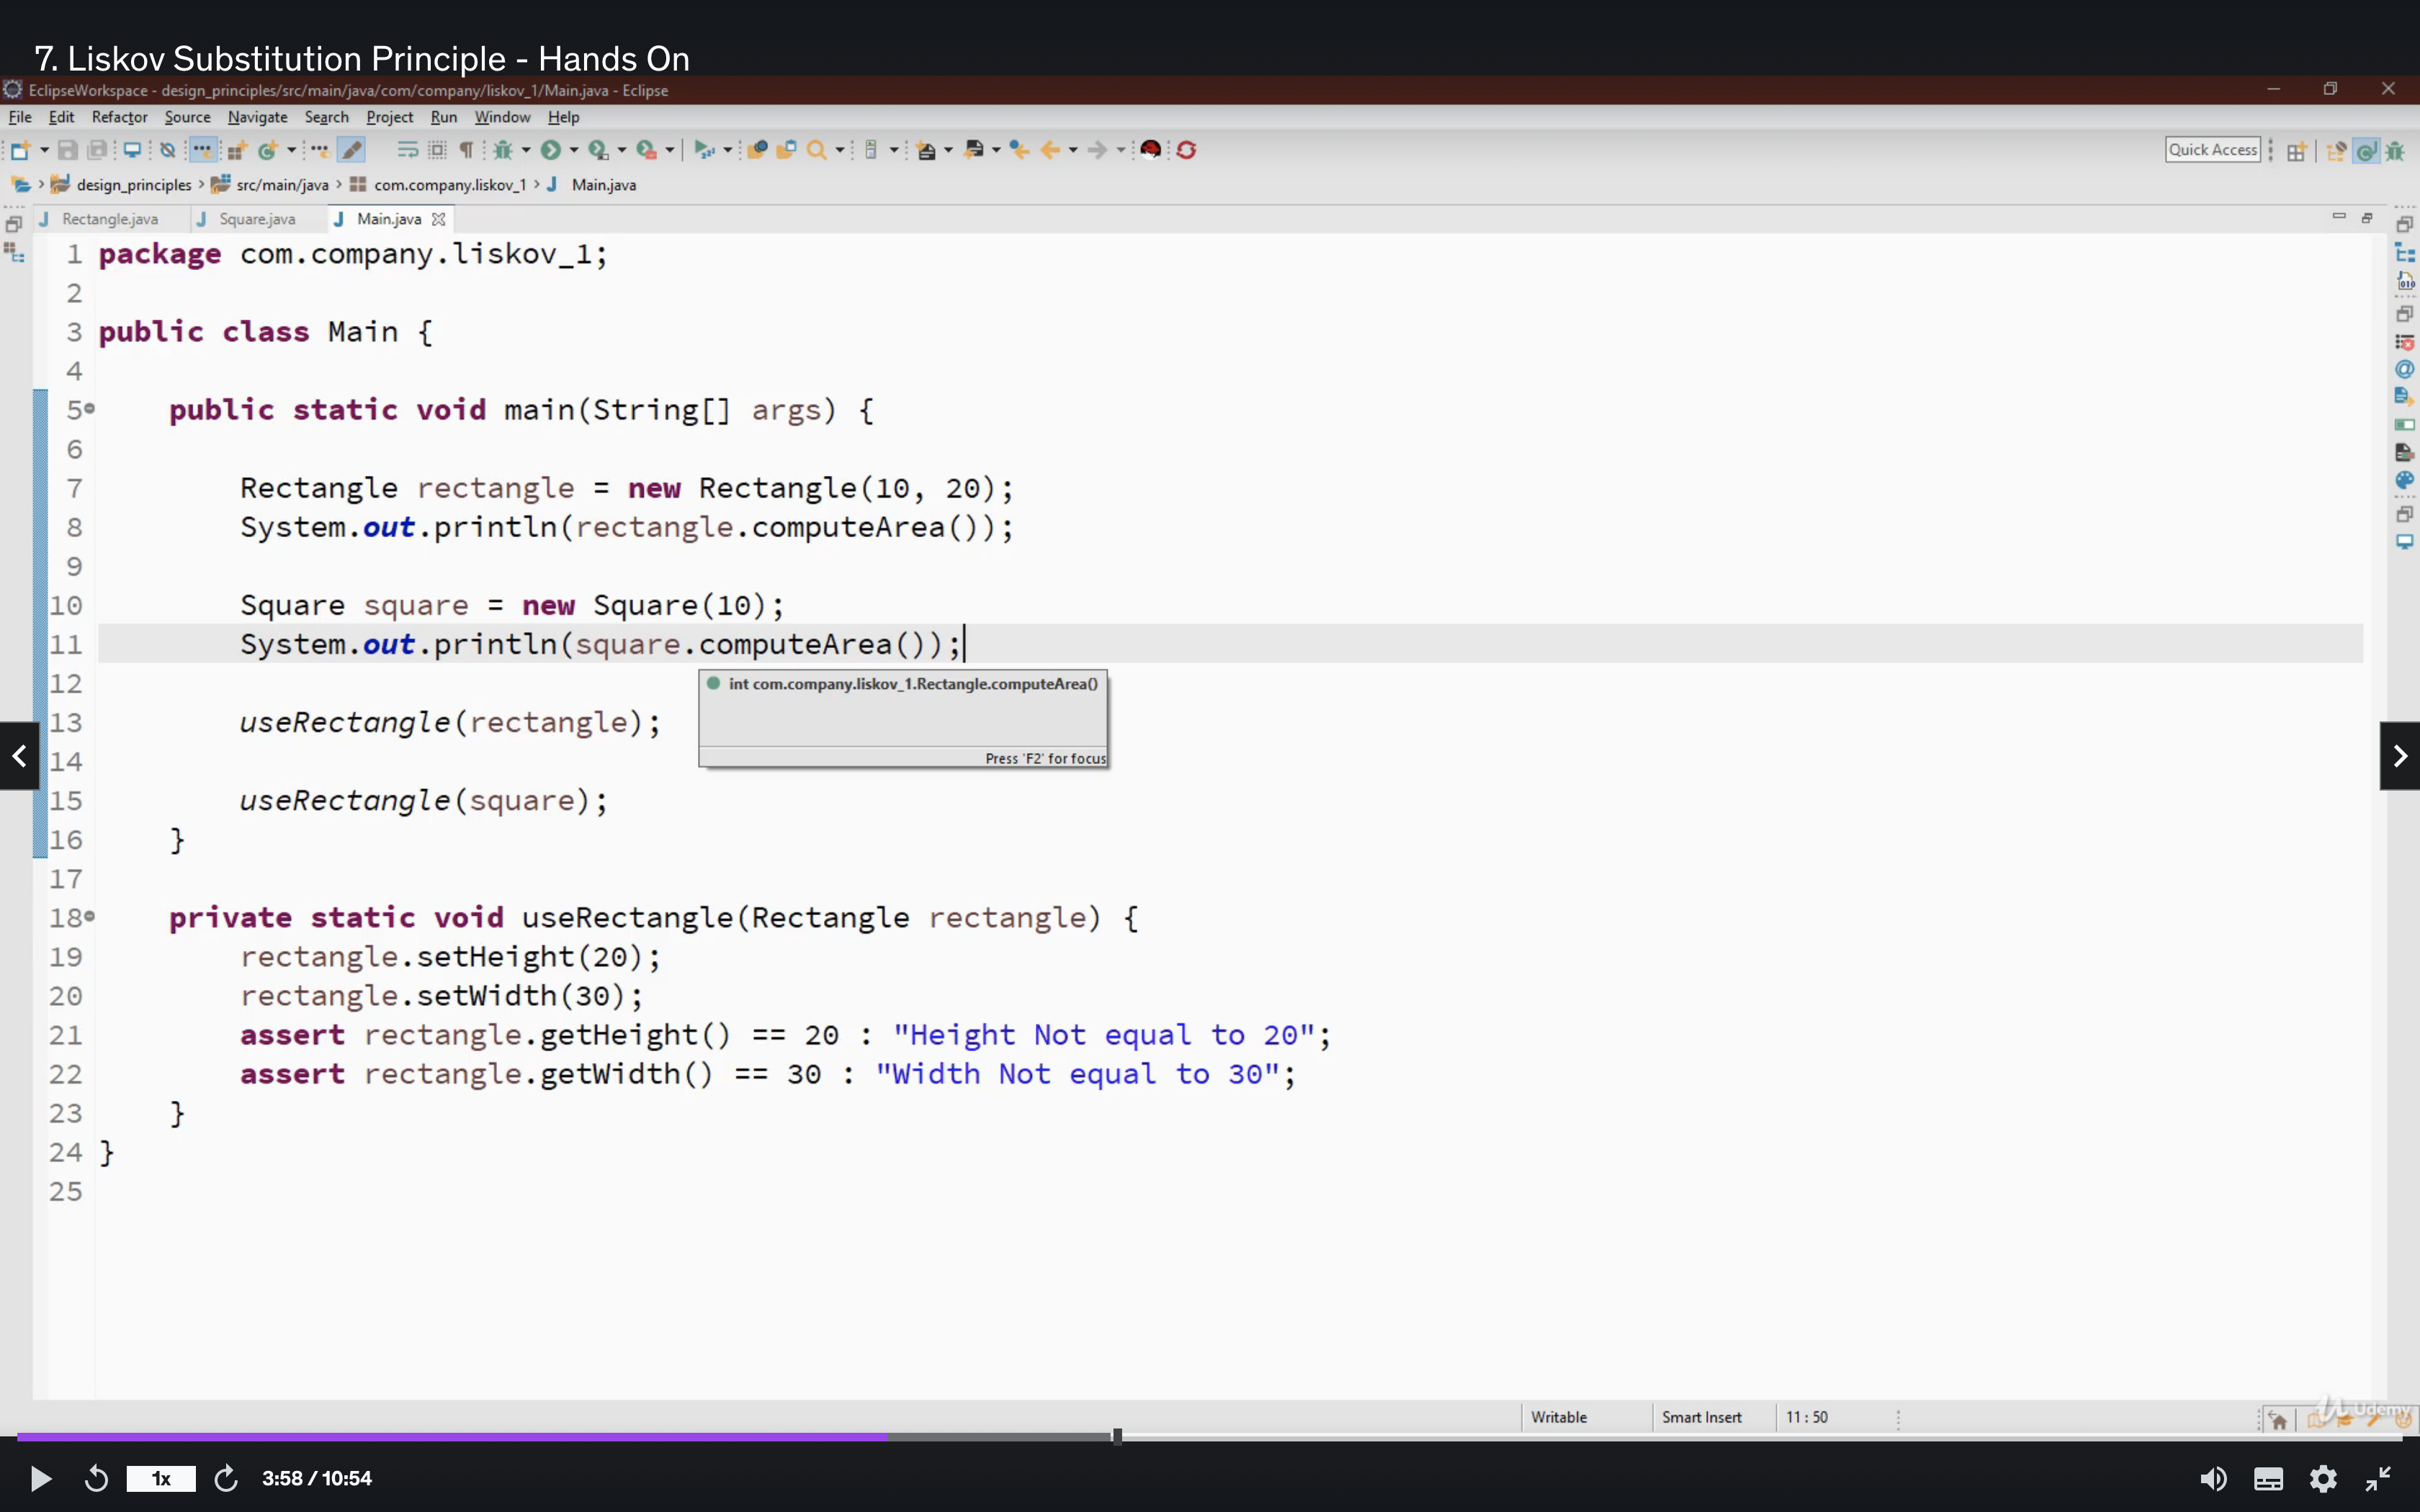 7. Liskov Substitution Principle - Hands On
EclipseWorkspace - design_principles/src/main/java/com/company/liskov_1/Main.java - Eclipse
File Edit Refactor Source Navigate Search Project Run Window Help
Quick Access
design_principles src/main/java com.company.liskov_1 Main.java
Rectangle.java Square.java Main.java
1 package com.company.liskov_1;
2
3 public class Main {
4
5 public static void main(String[] args) {
6
7 Rectangle rectangle = new Rectangle(10, 20);
8 System.out.println(rectangle.computeArea());
9
10 Square square = new Square(10);
11 System.out.println(square.computeArea());
12
int com.company.liskov_1.Rectangle.computeArea()
13 useRectangle(rectangle);
Press 'F2' for focus
14
15 useRectangle(square);
16 }
17
18 private static void useRectangle(Rectangle rectangle) {
19 rectangle.setHeight(20);
20 rectangle.setWidth(30);
21 assert rectangle.getHeight() == 20 : "Height Not equal to 20";
22 assert rectangle.getWidth() == 30 : "Width Not equal to 30";
23 }
24 }
25
Writable Smart Insert 11 : 50
Udemy
1x 3:58 / 10:54